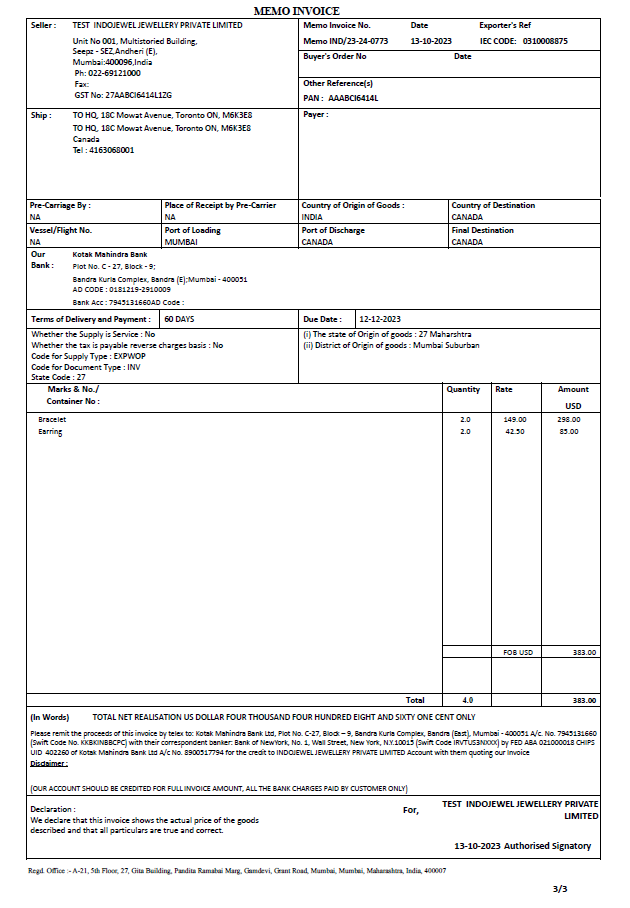 MEMO INVOICE
Seller : TEST INDOJEWEL JEWELLERY PRIVATE LIMITED
Unit No 001, Multistoried Building,
Seepz - SEZ,Andheri (E),
Mumbai:400096,India
Ph: 022-69121000
Fax:
GST No: 27AABCI6414L1ZG
Memo Invoice No. Date Exporter's Ref
Memo IND/23-24-0773 13-10-2023 IEC CODE: 0310008875
Buyer's Order No Date
Other Reference(s)
PAN : AAABCI6414L
Ship : TO HQ, 18C Mowat Avenue, Toronto ON, M6K3E8
TO HQ, 18C Mowat Avenue, Toronto ON, M6K3E8
Canada
Tel : 4163068001
Payer :
Pre-Carriage By : Place of Receipt by Pre-Carrier Country of Origin of Goods : Country of Destination
NA NA INDIA CANADA
Vessel/Flight No. Port of Loading Port of Discharge Final Destination
NA MUMBAI CANADA CANADA
Our Bank : Kotak Mahindra Bank
Plot No. C - 27, Block - 9;
Bandra Kurla Complex, Bandra (E);Mumbai - 400051
AD CODE : 0181219-2910009
Bank Acc : 7945131660AD Code :
Terms of Delivery and Payment : 60 DAYS Due Date : 12-12-2023
Whether the Supply is Service : No
Whether the tax is payable reverse charges basis : No
Code for Supply Type : EXPWOP
Code for Document Type : INV
State Code : 27
(i) The state of Origin of goods : 27 Maharshtra
(ii) District of Origin of goods : Mumbai Suburban
Marks & No./ Quantity Rate Amount
Container No : USD
Bracelet 2.0 149.00 298.00
Earring 2.0 42.50 85.00
FOB USD 383.00
Total 4.0 383.00
(In Words) TOTAL NET REALISATION US DOLLAR FOUR THOUSAND FOUR HUNDRED EIGHT AND SIXTY ONE CENT ONLY
Please remit the proceeds of this invoice by telex to: Kotak Mahindra Bank Ltd, Plot No. C-27, Block – 9, Bandra Kurla Complex, Bandra (East), Mumbai - 400051 A/c. No. 7945131660
(Swift Code No. KKBKINBBCPC) with their correspondent banker: Bank of NewYork, No. 1, Wall Street, New York, N.Y.10015 (Swift Code IRVTUS3NXXX) by FED ABA 021000018 CHIPS
UID 402260 of Kotak Mahindra Bank Ltd A/c No. 8900517794 for the credit to INDOJEWEL JEWELLERY PRIVATE LIMITED Account with them quoting our Invoice
Disclaimer :
(OUR ACCOUNT SHOULD BE CREDITED FOR FULL INVOICE AMOUNT, ALL THE BANK CHARGES PAID BY CUSTOMER ONLY)
Declaration :
We declare that this invoice shows the actual price of the goods
described and that all particulars are true and correct.
For, TEST INDOJEWEL JEWELLERY PRIVATE
LIMITED
13-10-2023 Authorised Signatory
Regd. Office :- A-21, 5th Floor, 27, Gita Building, Pandita Ramabai Marg, Gamdevi, Grant Road, Mumbai, Mumbai, Maharashtra, India, 400007
3/3